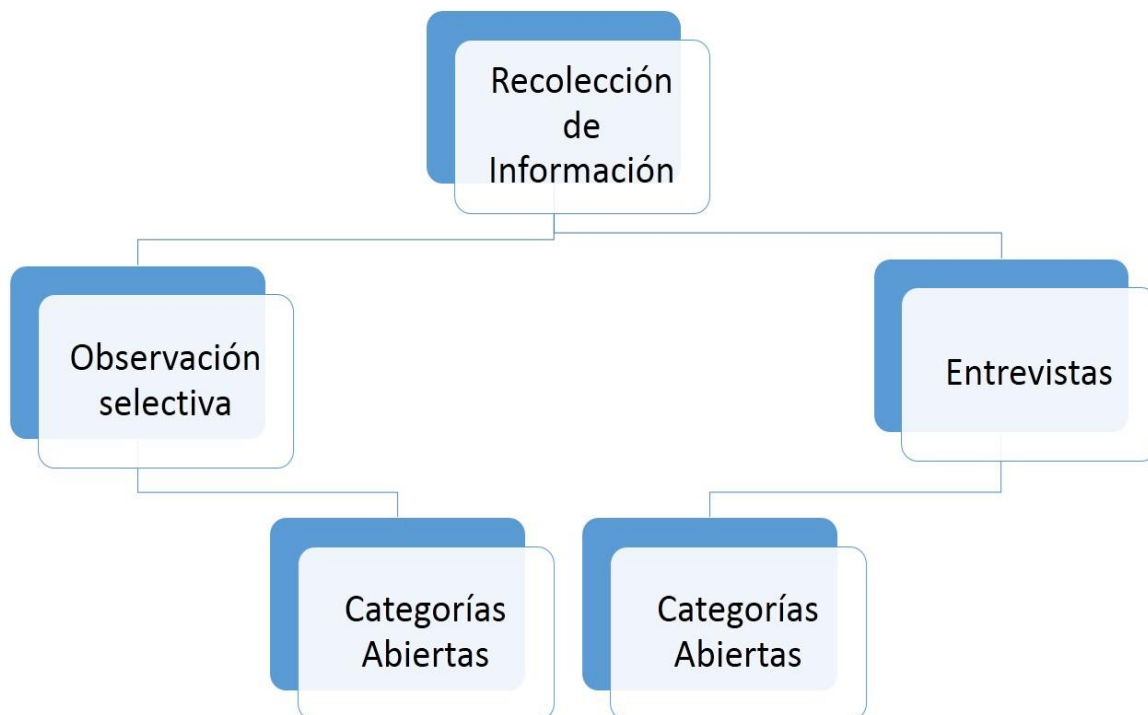 Recolección
de
Información
Observación
selectiva
Entrevistas
Categorías
Abiertas
Categorías
Abiertas